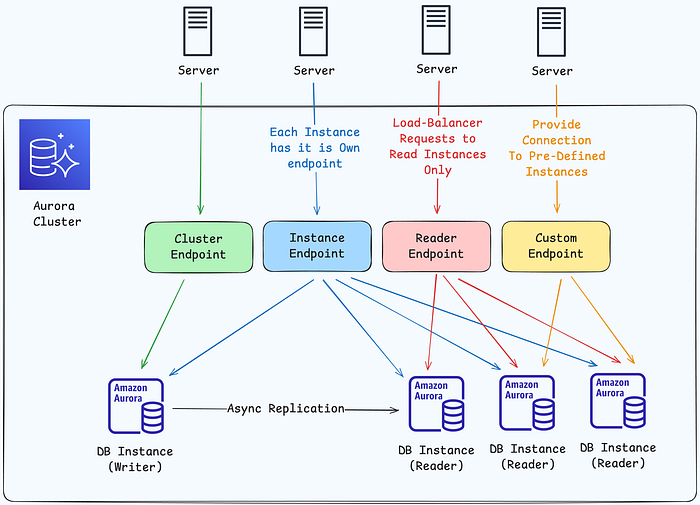 Server
Server
Server
Server
Each Instance
has it is Own
endpoint
Load-Balancer
Requests to
Read Instances
Only
Provide
Connection
To Pre-Defined
Instances
Aurora
Cluster
Cluster
Endpoint
Instance
Endpoint
Reader
Endpoint
Custom
Endpoint
Amazon
Aurora
DB Instance
(Writer)
Async Replication
Amazon
Aurora
DB Instance
(Reader)
Amazon
Aurora
DB Instance
(Reader)
Amazon
Aurora
DB Instance
(Reader)